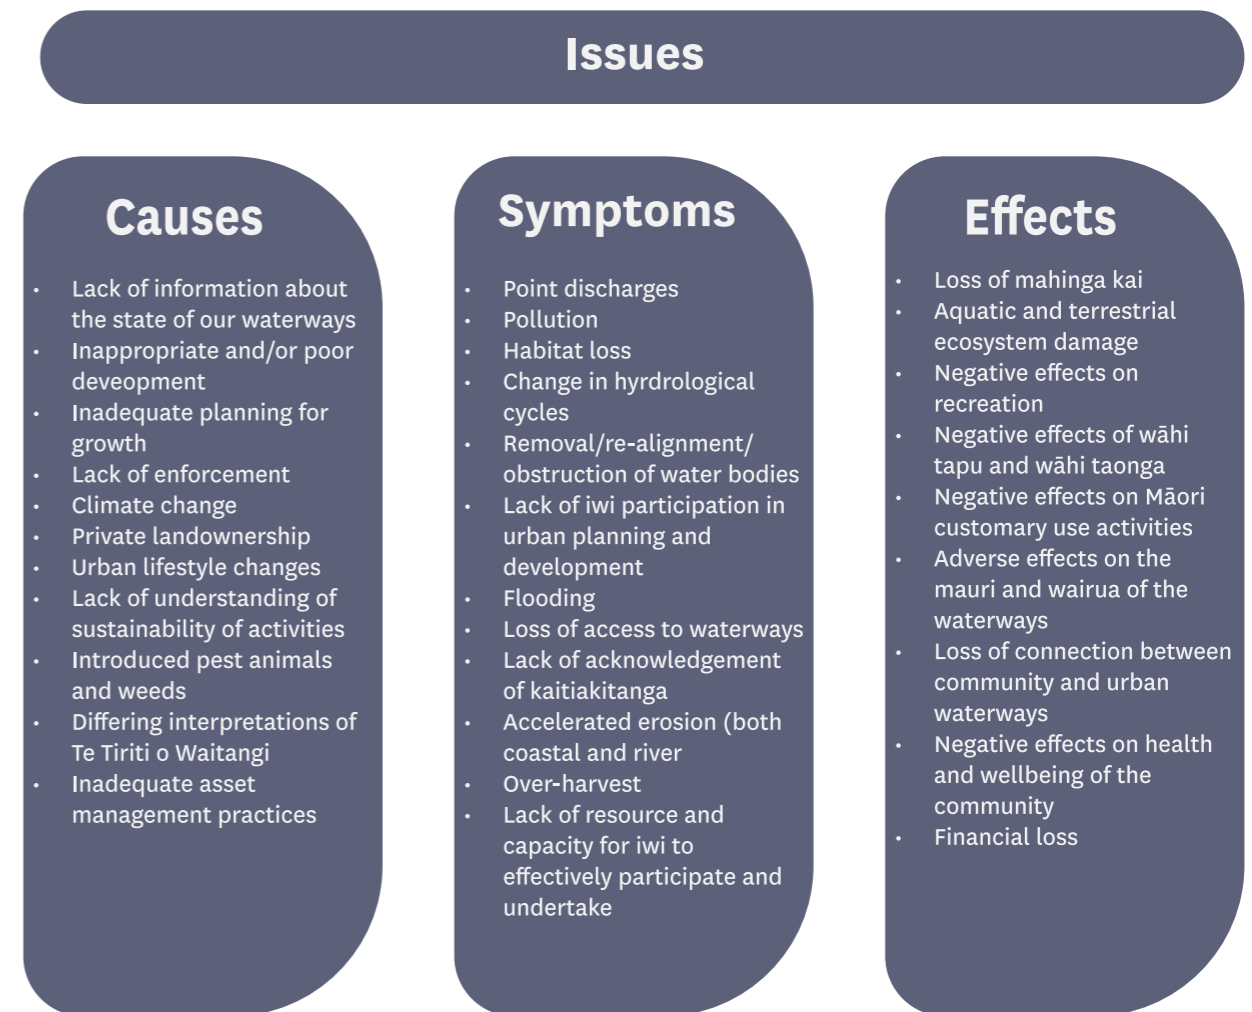 Issues
Causes
• Lack of information about
the state of our waterways
• Inappropriate and/or poor
deveopment
• Inadequate planning for
growth
• Lack of enforcement
• Climate change
• Private landownership
• Urban lifestyle changes
• Lack of understanding of
sustainability of activities
• Introduced pest animals
and weeds
• Differing interpretations of
Te Tiriti o Waitangi
• Inadequate asset
management practices
Symptoms
• Point discharges
• Pollution
• Habitat loss
• Change in hyrdrological
cycles
• Removal/re-alignment/
obstruction of water bodies
• Lack of iwi participation in
urban planning and
development
• Flooding
• Loss of access to waterways
• Lack of acknowledgement
of kaitiakitanga
• Accelerated erosion (both
coastal and river
• Over-harvest
• Lack of resource and
capacity for iwi to
effectively participate and
undertake
Effects
• Loss of mahinga kai
• Aquatic and terrestrial
ecosystem damage
• Negative effects on
recreation
• Negative effects of wāhi
tapu and wāhi taonga
• Negative effects on Māori
customary use activities
• Adverse effects on the
mauri and wairua of the
waterways
• Loss of connection between
community and urban
waterways
• Negative effects on health
and wellbeing of the
community
• Financial loss